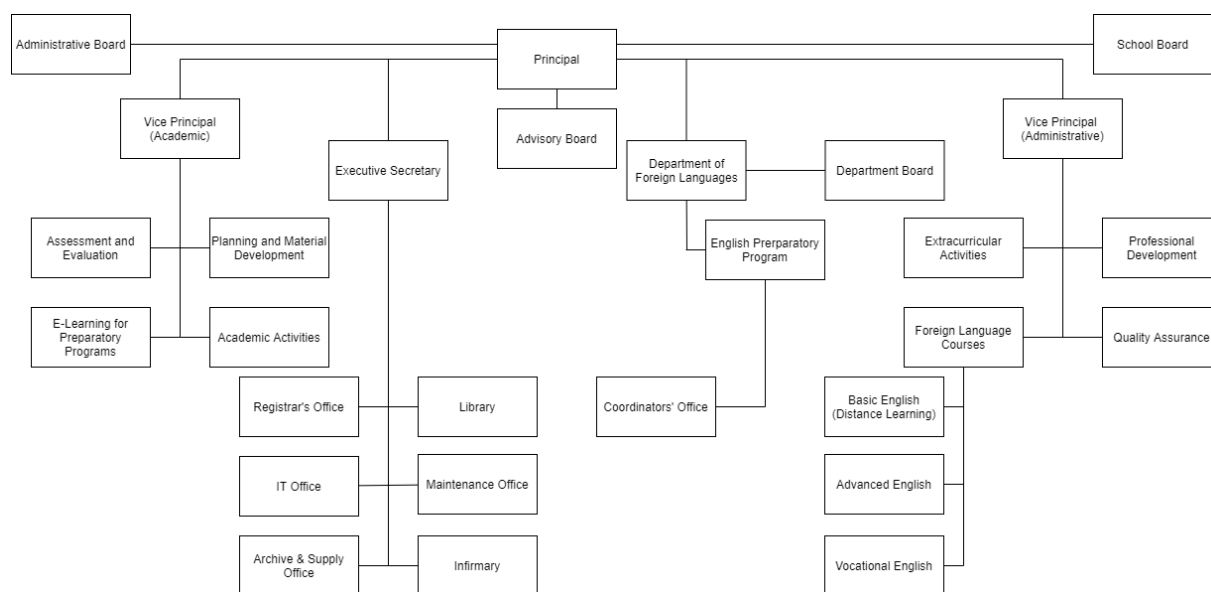 Administrative Board
School Board
Principal
Vice Principal
(Academic)
Advisory Board
Vice Principal
(Administrative)
Executive Secretary
Department of
Foreign Languages
Department Board
Assessment and
Evaluation
Planning and Material
Development
English Prerparatory
Program
Extracurricular
Activities
Professional
Development
E-Learning for
Preparatory
Programs
Academic Activities
Foreign Language
Courses
Quality Assurance
Registrar's Office
Library
Coordinators' Office
Basic English
(Distance Learning)
IT Office
Maintenance Office
Advanced English
Archive & Supply
Office
Infirmary
Vocational English